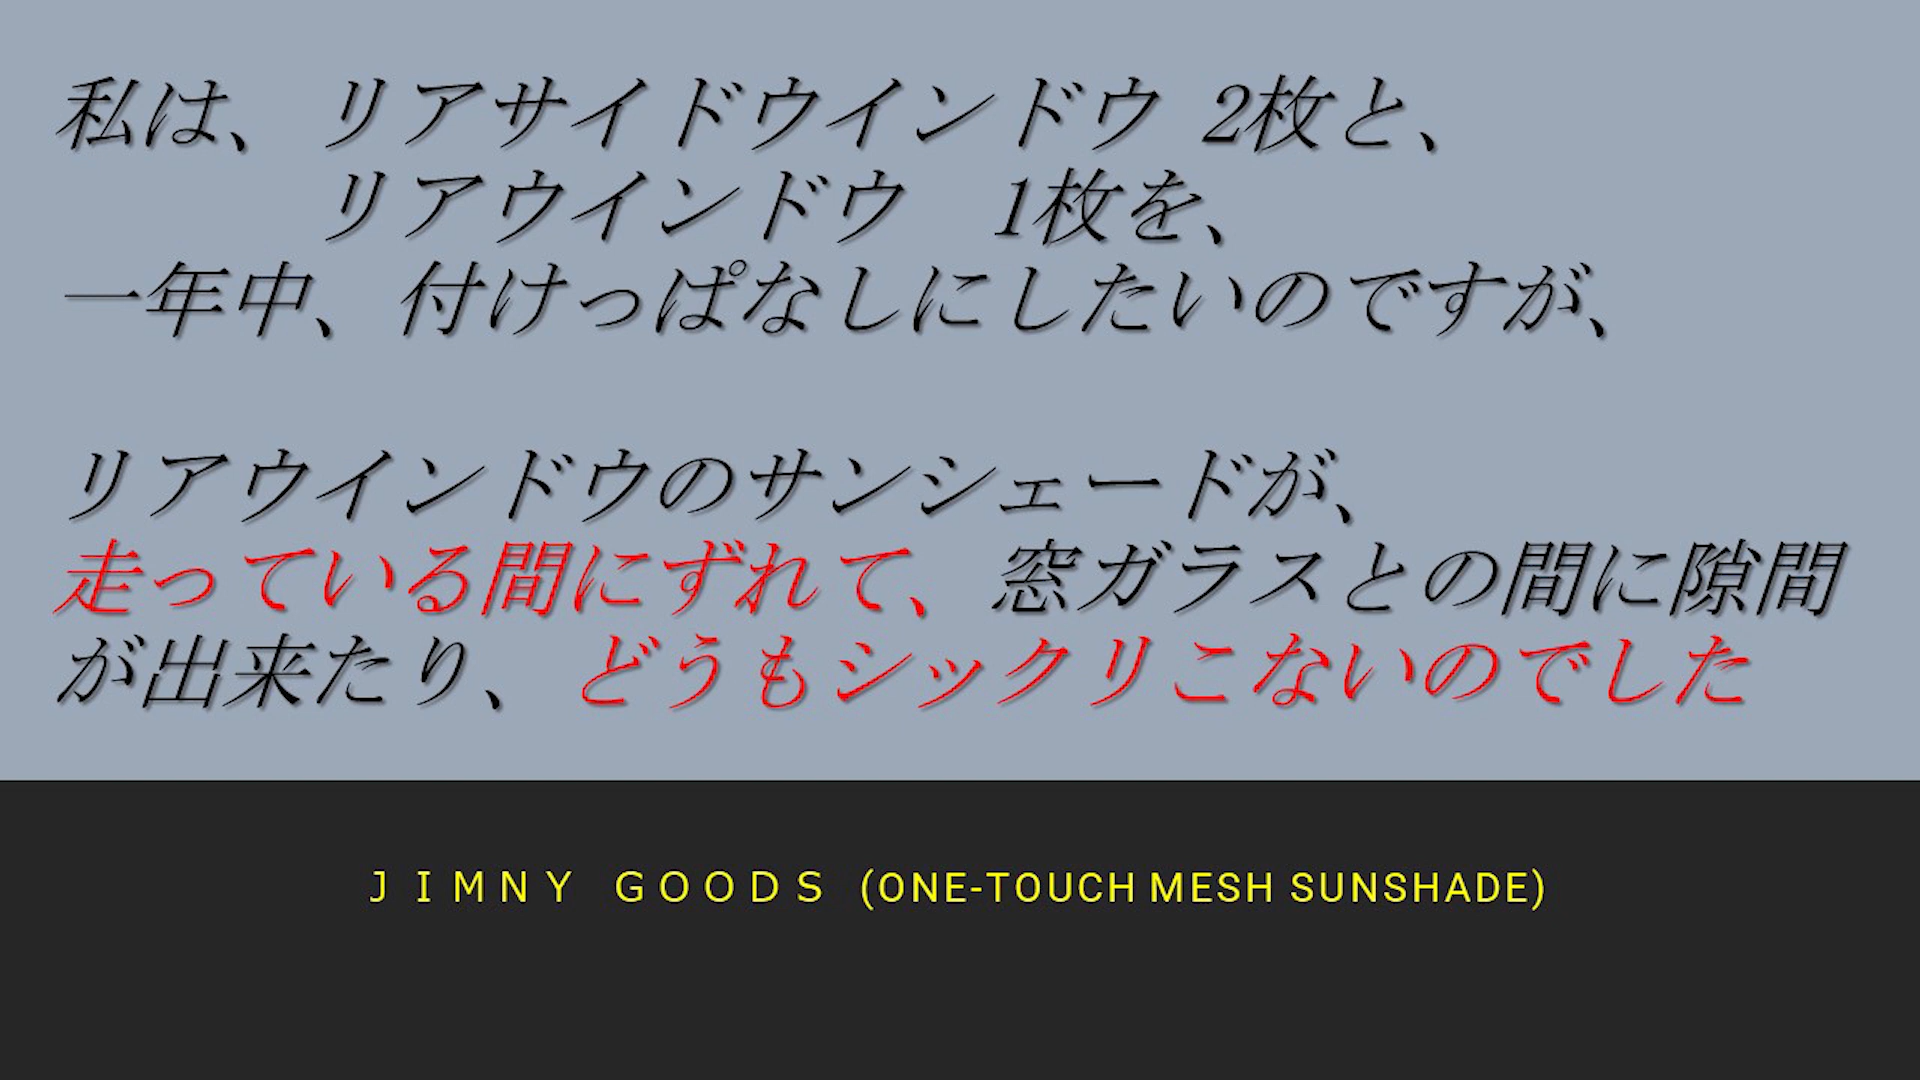 私は、リアサイドウインドウ 2枚と、
リアウインドウ　1枚を、
一年中、付けっぱなしにしたいのですが、
リアウインドウのサンシェードが、
走っている間にずれて、窓ガラスとの間に隙間
が出来たり、どうもシックリこないのでした
ＪＩＭＮＹ　ＧＯＯＤＳ (ONE-TOUCH MESH SUNSHADE)